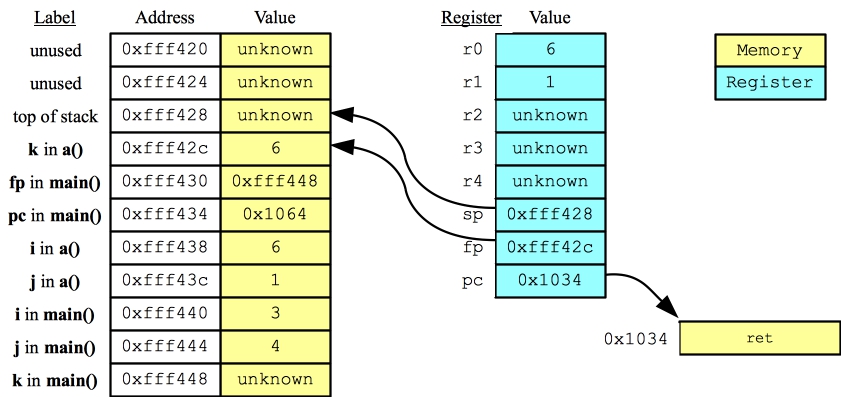 Label Address Value Register Value
unused 0xfff420 unknown r0 6 Memory
unused 0xfff424 unknown r1 1 Register
top of stack 0xfff428 unknown r2 unknown
k in a() 0xfff42c 6 r3 unknown
fp in main() 0xfff430 0xfff448 r4 unknown
pc in main() 0xfff434 0x1064 sp 0xfff428
i in a() 0xfff438 6 fp 0xfff42c
j in a() 0xfff43c 1 pc 0x1034
i in main() 0xfff440 3
0x1034 ret
j in main() 0xfff444 4
k in main() 0xfff448 unknown